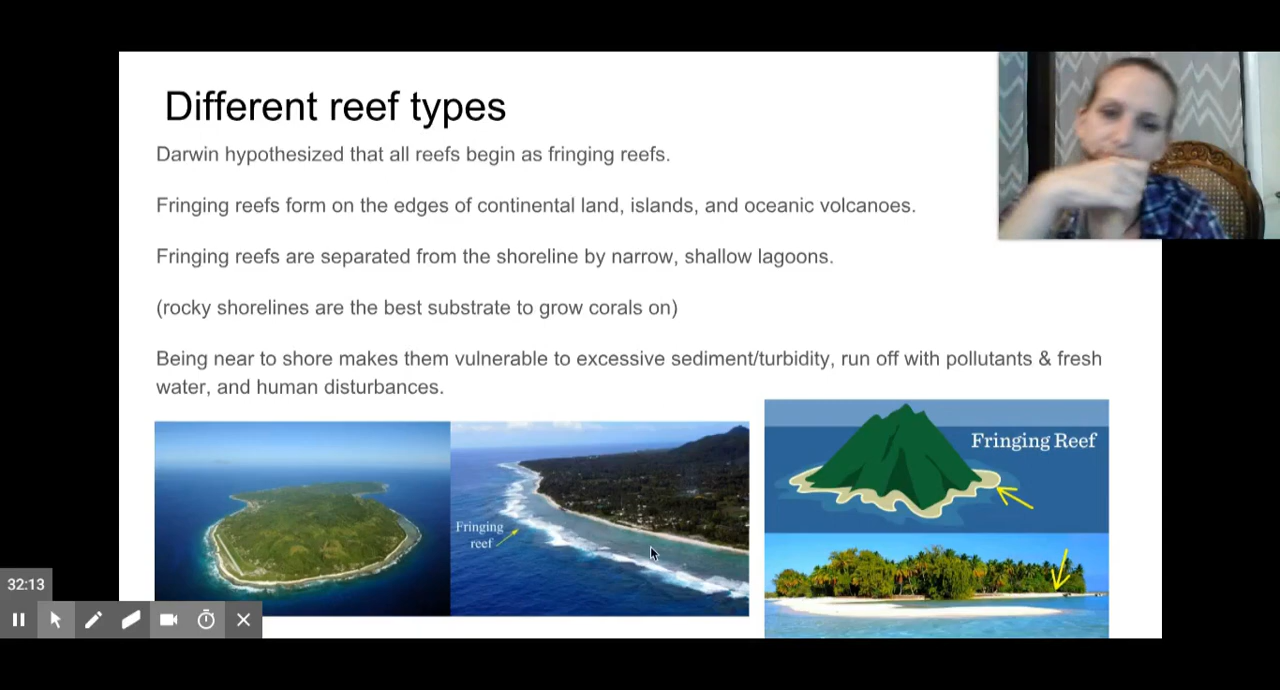 Different reef types
Darwin hypothesized that all reefs begin as fringing reefs.
Fringing reefs form on the edges of continental land, islands, and oceanic volcanoes.
Fringing reefs are separated from the shoreline by narrow, shallow lagoons.
(rocky shorelines are the best substrate to grow corals on)
Being near to shore makes them vulnerable to excessive sediment/turbidity, run off with pollutants & fresh
water, and human disturbances.
Fringing
reef
Fringing Reef
32:13